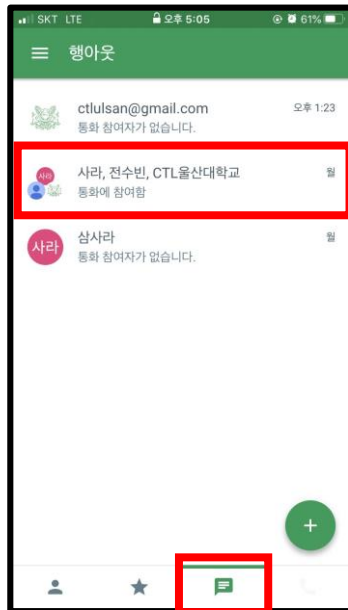 SKT LTE 오후 5:05 61%
행아웃
ctlulsan@gmail.com 오후 1:23
통화 참여자가 없습니다.
사라
사라, 전수빈, CTL울산대학교 월
통화에 참여함
사라
삼사라 월
통화 참여자가 없습니다.
+